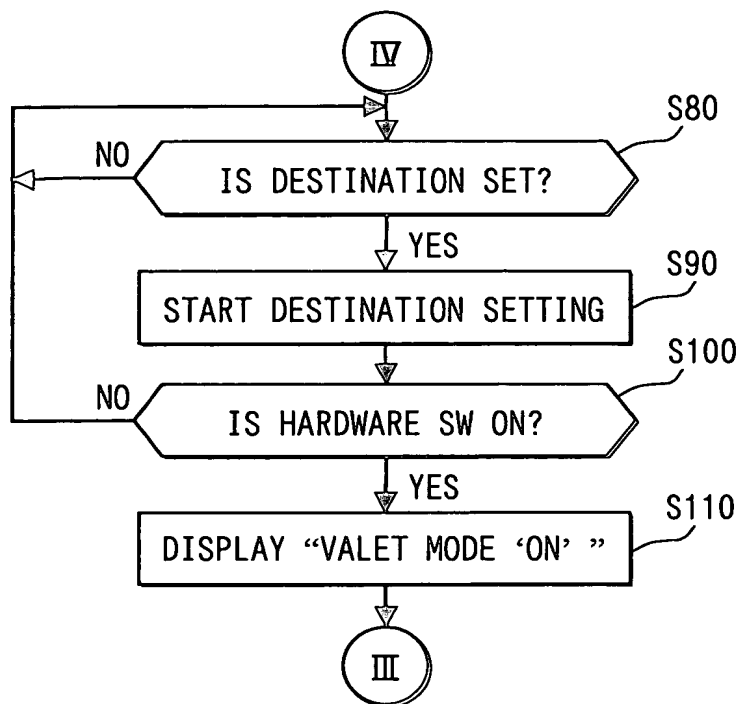 IV
S80
NO
IS DESTINATION SET?
YES
S90
START DESTINATION SETTING
S100
NO
IS HARDWARE SW ON?
YES
S110
DISPLAY “VALET MODE ‘ON’ ”
III